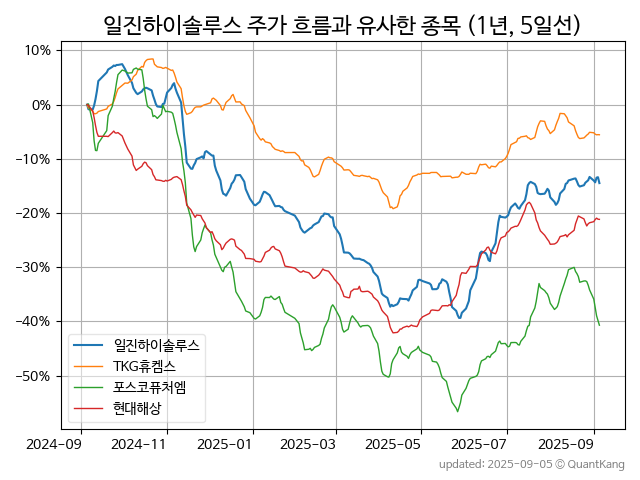 일진하이솔루스 주가 흐름과 유사한 종목 (1년, 5일선)
10%
0%
−10%
−20%
−30%
−40%
−50%
일진하이솔루스
TKG휴켐스
포스코퓨처엠
현대해상
2024-09
2024-11
2025-01
2025-03
2025-05
2025-07
2025-09
updated: 2025-09-05 © QuantKang